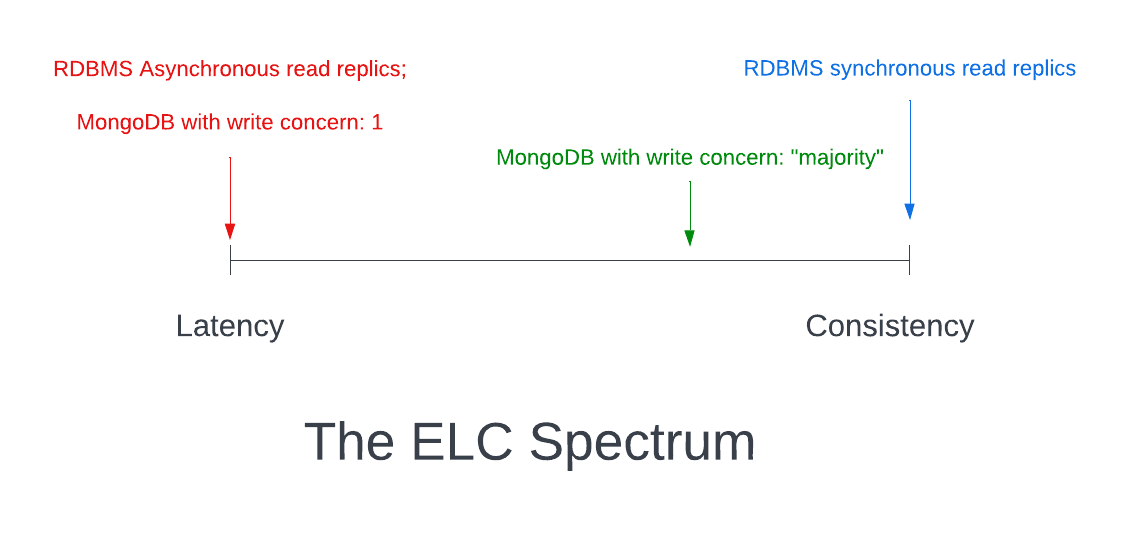 RDBMS Asynchronous read replics;
MongoDB with write concern: 1
RDBMS synchronous read replics
MongoDB with write concern: "majority"
Latency
Consistency
The ELC Spectrum